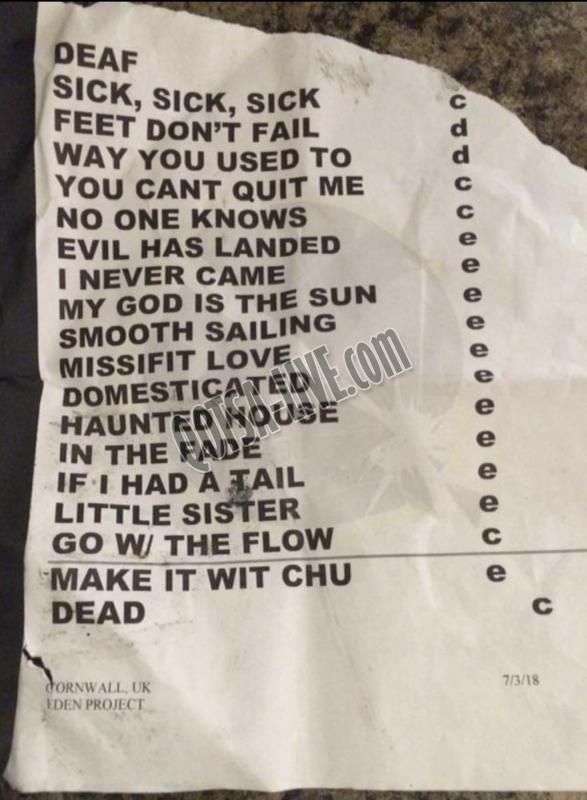 DEAF
SICK, SICK, SICK c
FEET DON'T FAIL d
WAY YOU USED TO d
YOU CANT QUIT ME c
NO ONE KNOWS c
EVIL HAS LANDED e
I NEVER CAME e
MY GOD IS THE SUN e
SMOOTH SAILING e
MISSIFIT LOVE e
DOMESTICATED e
HAUNTED HOUSE e
IN THE FADE e
IF I HAD A TAIL e
LITTLE SISTER e
GO W/ THE FLOW c
MAKE IT WIT CHU e
DEAD c
QOTSA-JIVE.com
CORNWALL, UK 7/3/18
EDEN PROJECT